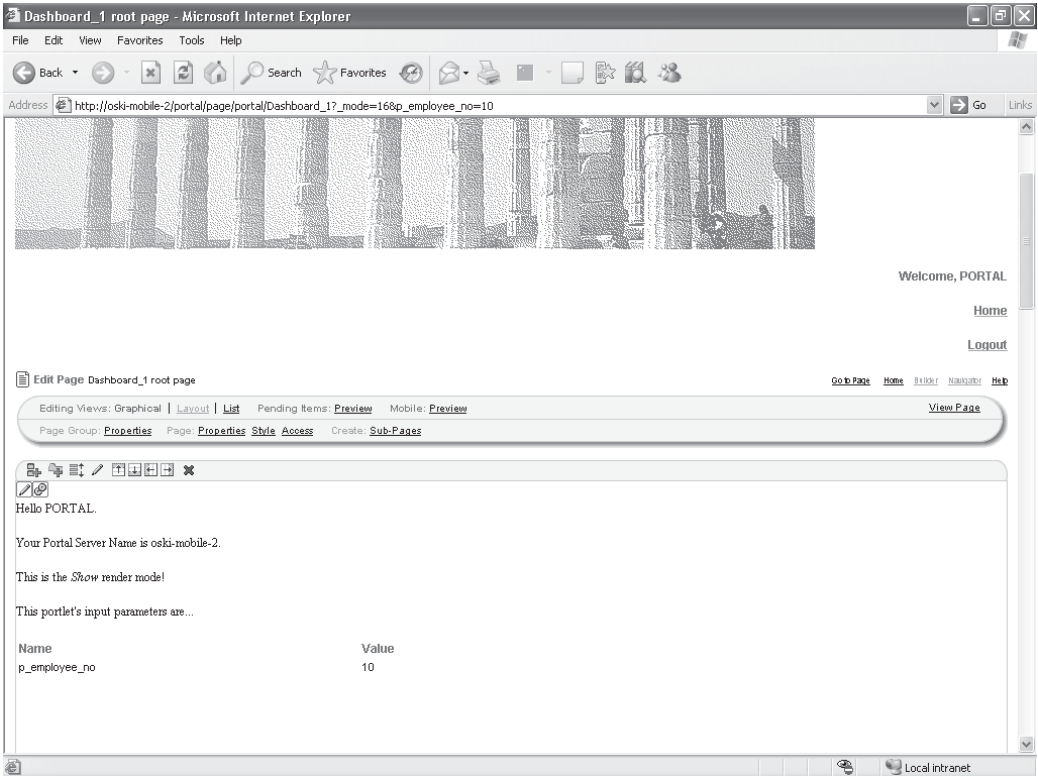 Dashboard_1 root page - Microsoft Internet Explorer
File Edit View Favorites Tools Help
Back Search Favorites
Address http://oski-mobile-2/portal/page/portal/Dashboard_1?_mode=16&p_employee_no=10 Go Links
Welcome, PORTAL
Home
Logout
Edit Page Dashboard_1 root page Go to Page Home Builder Navigator Help
Editing Views: Graphical | Layout | List Pending Items: Preview Mobile: Preview View Page
Page Group: Properties Page: Properties Style Access Create: Sub-Pages
Hello PORTAL.
Your Portal Server Name is oski-mobile-2.
This is the Show render mode!
This portlet's input parameters are...
Name Value
p_employee_no 10
Local intranet